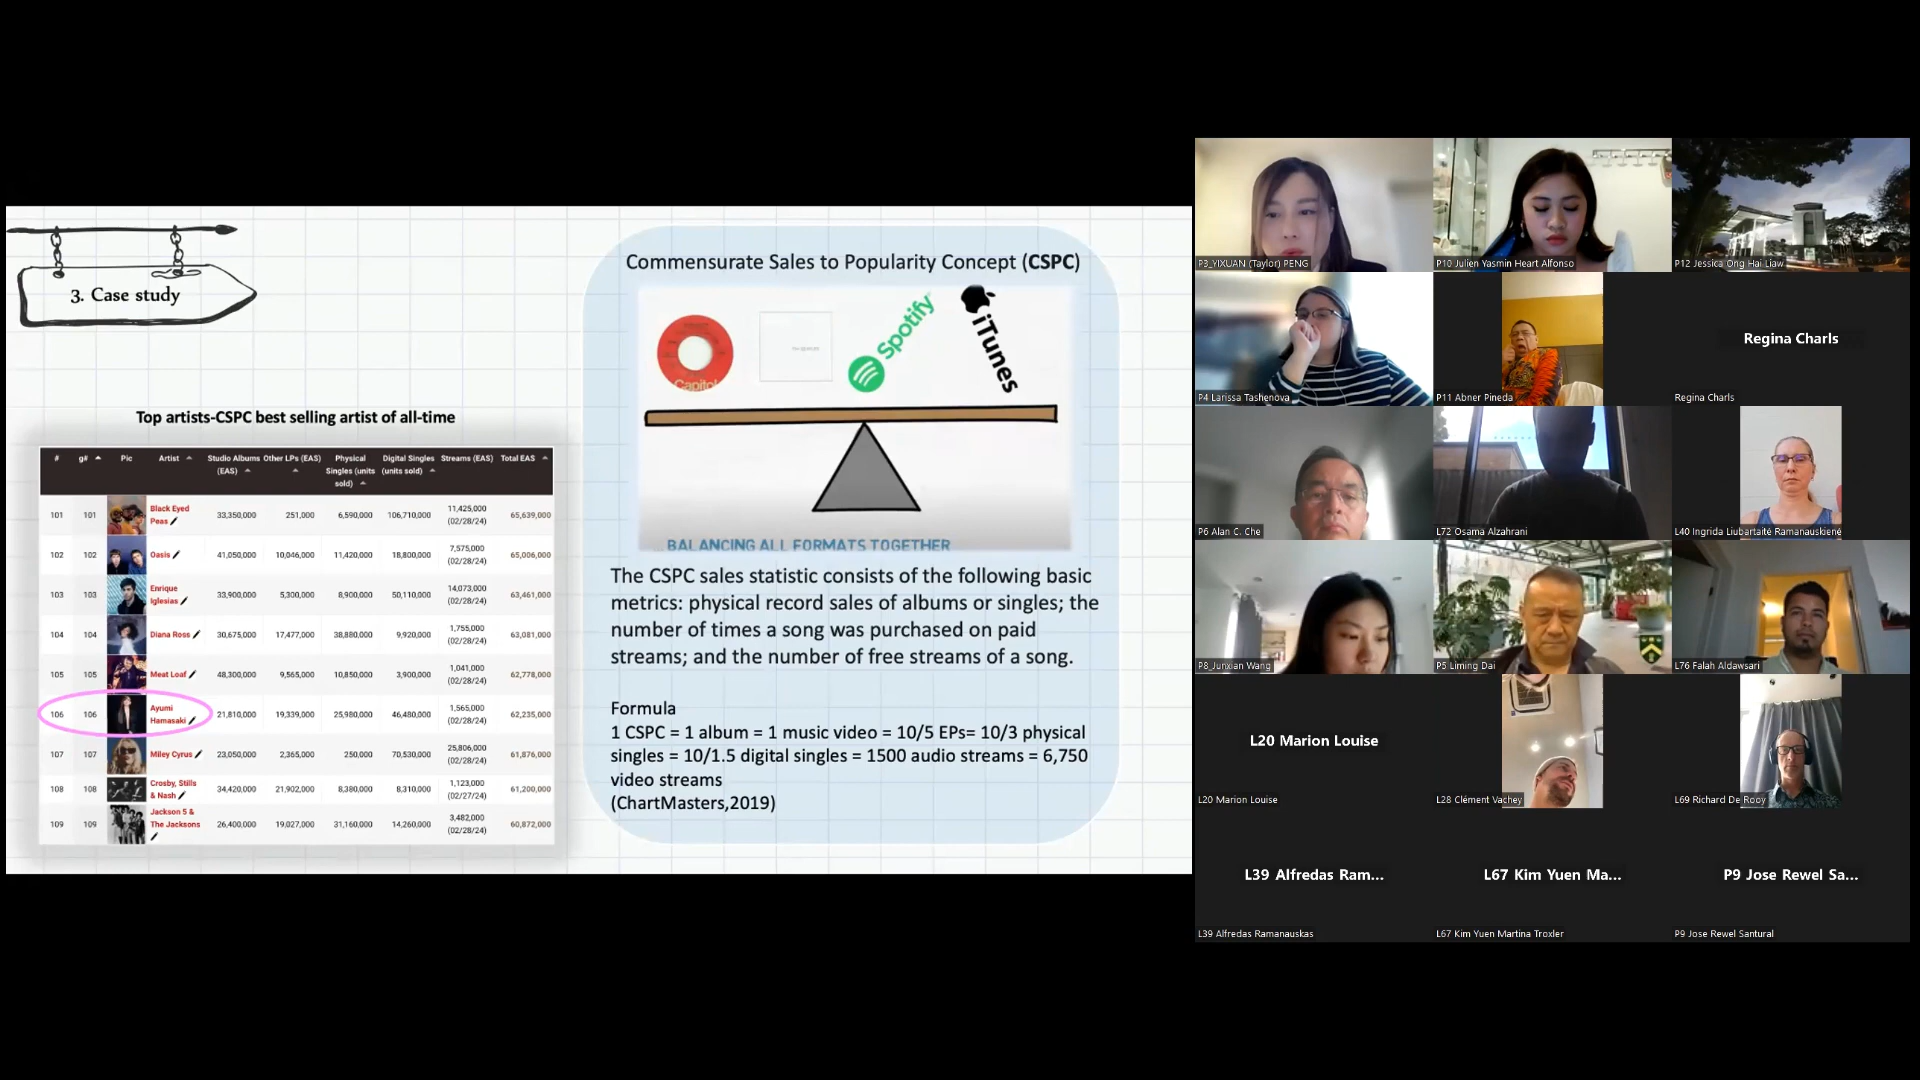 3. Case study
Top artists-CSPC best selling artist of all-time
# g# Pic Artist Studio Albums (EAS) Other LPs (EAS) Physical Singles (units sold) Digital Singles (units sold) Streams (EAS) Total EAS
101 101 Black Eyed Peas 33,350,000 251,000 6,590,000 106,710,000 11,425,000 (02/28/24) 65,639,000
102 102 Oasis 41,050,000 10,046,000 11,420,000 18,800,000 7,575,000 (02/28/24) 65,006,000
103 103 Enrique Iglesias 33,900,000 5,300,000 8,900,000 50,110,000 14,073,000 (02/28/24) 63,461,000
104 104 Diana Ross 30,675,000 17,477,000 38,880,000 9,920,000 1,755,000 (02/28/24) 63,081,000
105 105 Meat Loaf 48,300,000 9,565,000 10,850,000 3,900,000 1,041,000 (02/28/24) 62,778,000
106 106 Ayumi Hamasaki 21,810,000 19,339,000 25,980,000 46,480,000 1,565,000 (02/28/24) 62,235,000
107 107 Miley Cyrus 23,050,000 2,365,000 250,000 70,530,000 25,806,000 (02/28/24) 61,876,000
108 108 Crosby, Stills & Nash 34,420,000 21,902,000 8,380,000 8,310,000 1,123,000 (02/27/24) 61,200,000
109 109 Jackson 5 & The Jacksons 26,400,000 19,027,000 31,160,000 14,260,000 3,482,000 (02/28/24) 60,872,000
Commensurate Sales to Popularity Concept (CSPC)
Capitol
Spotify
iTunes
BALANCING ALL FORMATS TOGETHER
The CSPC sales statistic consists of the following basic
metrics: physical record sales of albums or singles; the
number of times a song was purchased on paid
streams; and the number of free streams of a song.
Formula
1 CSPC = 1 album = 1 music video = 10/5 EPs= 10/3 physical
singles = 10/1.5 digital singles = 1500 audio streams = 6,750
video streams
(ChartMasters,2019)
P3_YIXUAN (Taylor) PENG
P10 Julien Yasmin Heart Alfonso
P12 Jessica Ong Hai Liaw
P4 Larissa Tashenova
P11 Abner Pineda
Regina Charls
Regina Charls
P6 Alan C. Che
L72 Osama Alzahrani
L40 Ingrida Liubartaitė Ramanauskienė
P8 Junxian Wang
P5 Liming Dai
L76 Falah Aldawsari
L20 Marion Louise
L20 Marion Louise
L28 Clément Vachey
L69 Richard De Rooy
L39 Alfredas Ram...
L67 Kim Yuen Ma...
P9 Jose Rewel Sa...
L39 Alfredas Ramanauskas
L67 Kim Yuen Martina Troxler
P9 Jose Rewel Santural